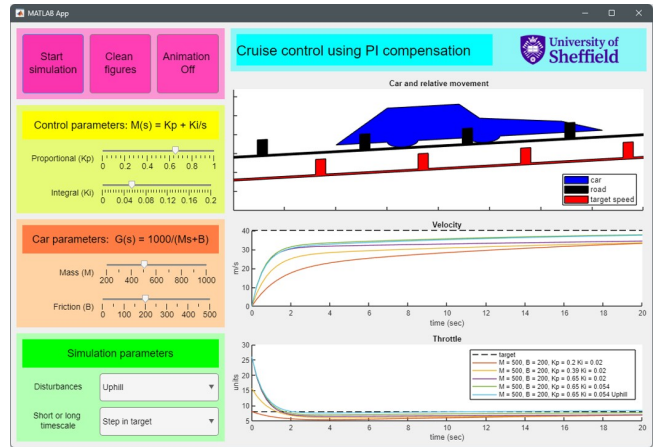 MATLAB App
Start simulation
Clean figures
Animation Off
Cruise control using PI compensation
University of
Sheffield
Control parameters: M(s) = Kp + Ki/s
Proportional (Kp)
0 0.2 0.4 0.6 0.8 1
Integral (Ki)
0 0.04 0.08 0.12 0.16 0.2
Car parameters: G(s) = 1000/(Ms+B)
Mass (M)
200 400 600 800 1000
Friction (B)
0 100 200 300 400 500
Simulation parameters
Disturbances
Uphill
Short or long timescale
Step in target
Car and relative movement
car
road
target speed
Velocity
40
30
20
10
0
m/s
0 2 4 6 8 10 12 14 16 18 20
time (sec)
Throttle
30
25
20
15
10
5
units
target
M = 500, B = 200, Kp = 0.2 Ki = 0.02
M = 500, B = 200, Kp = 0.39 Ki = 0.02
M = 500, B = 200, Kp = 0.65 Ki = 0.02
M = 500, B = 200, Kp = 0.65 Ki = 0.054
M = 500, B = 200, Kp = 0.65 Ki = 0.054 Uphill
0 2 4 6 8 10 12 14 16 18 20
time (sec)